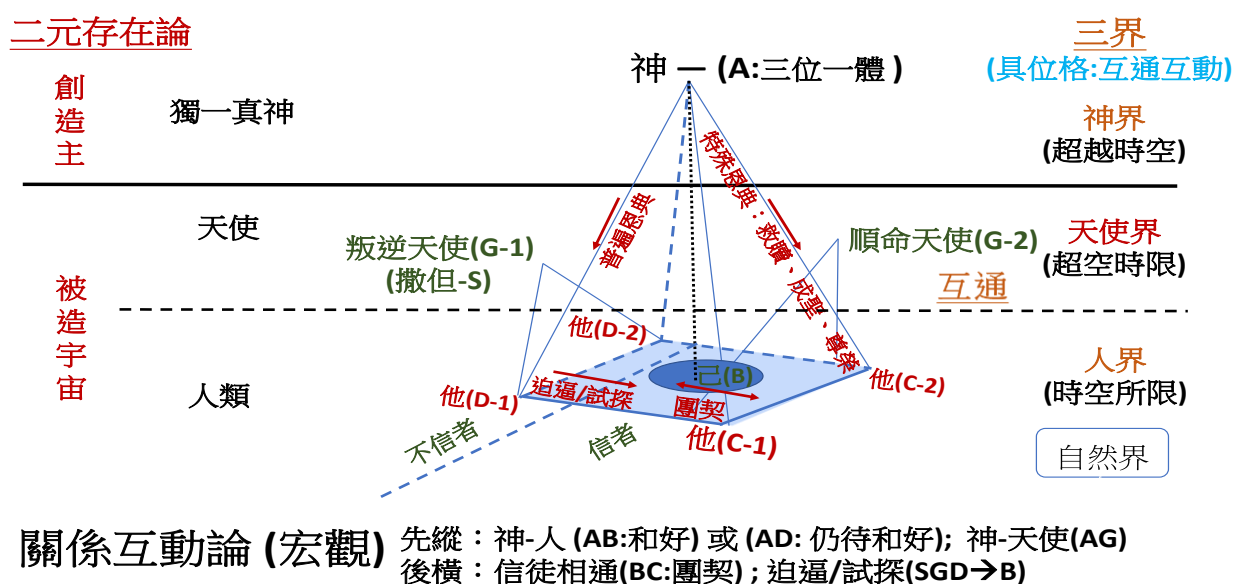 二元存在論
三界
(具位格:互通互動)
神 — (A:三位一體 )
創造主
獨一真神
神界
(超越時空)
普遍恩典
特殊恩典：救贖、成聖、尊榮
天使
叛逆天使(G-1)
(撒但-S)
順命天使(G-2)
天使界
(超空時限)
互通
被造宇宙
人類
他(D-2)
己(B)
他(D-1)
迫逼/試探
團契
他(C-2)
他(C-1)
不信者
信者
人界
(時空所限)
自然界
關係互動論 (宏觀)
先縱：神-人 (AB:和好) 或 (AD: 仍待和好); 神-天使(AG)
後橫：信徒相通(BC:團契) ; 迫逼/試探(SGD→B)